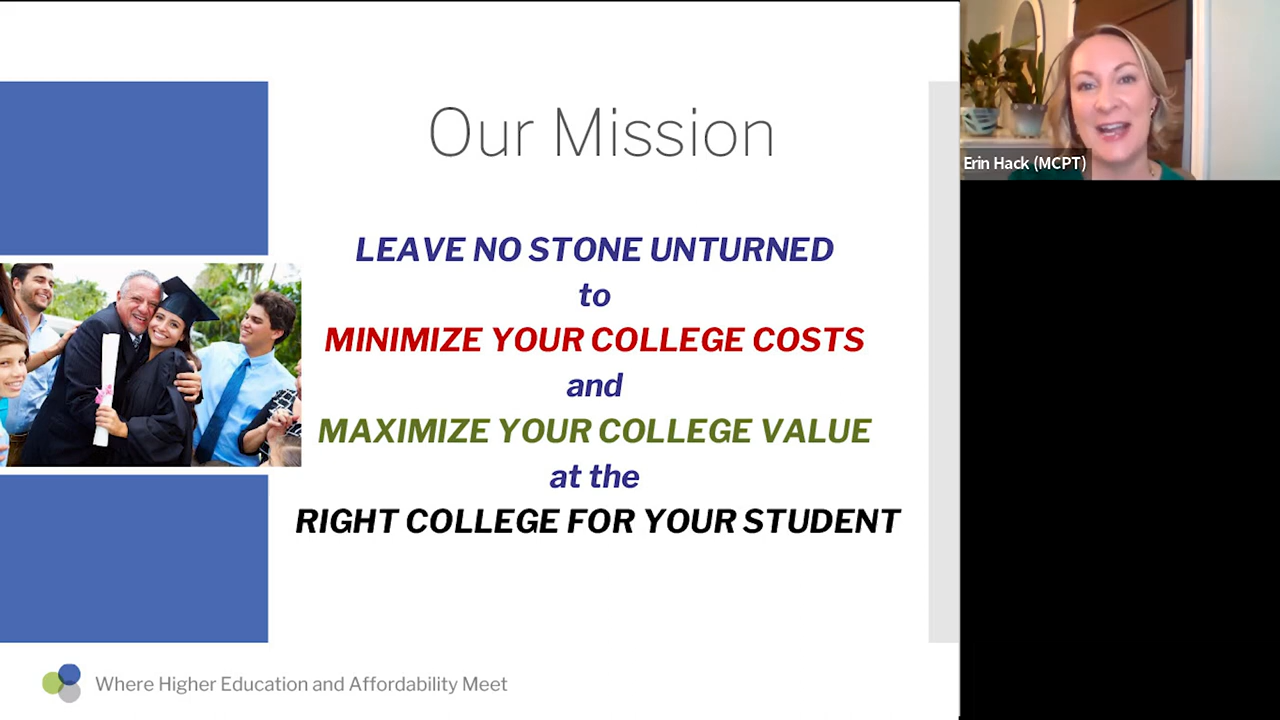 Our Mission
LEAVE NO STONE UNTURNED
to
MINIMIZE YOUR COLLEGE COSTS
and
MAXIMIZE YOUR COLLEGE VALUE
at the
RIGHT COLLEGE FOR YOUR STUDENT
Where Higher Education and Affordability Meet
Erin Hack (MCPT)